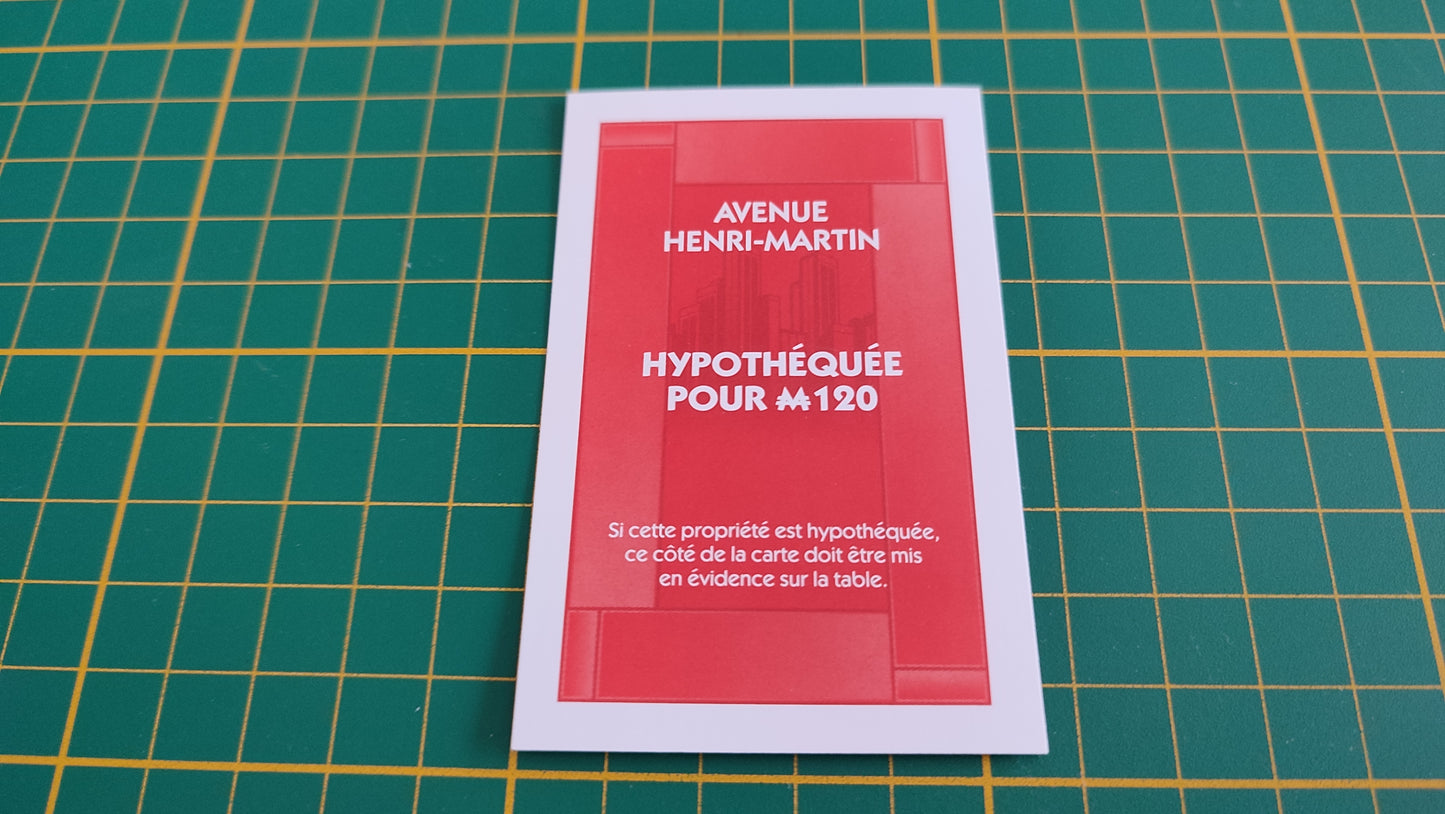 AVENUE
HENRI-MARTIN
HYPOTHÉQUÉE
POUR ₩120
Si cette propriété est hypothéquée,
ce côté de la carte doit être mis
en évidence sur la table.